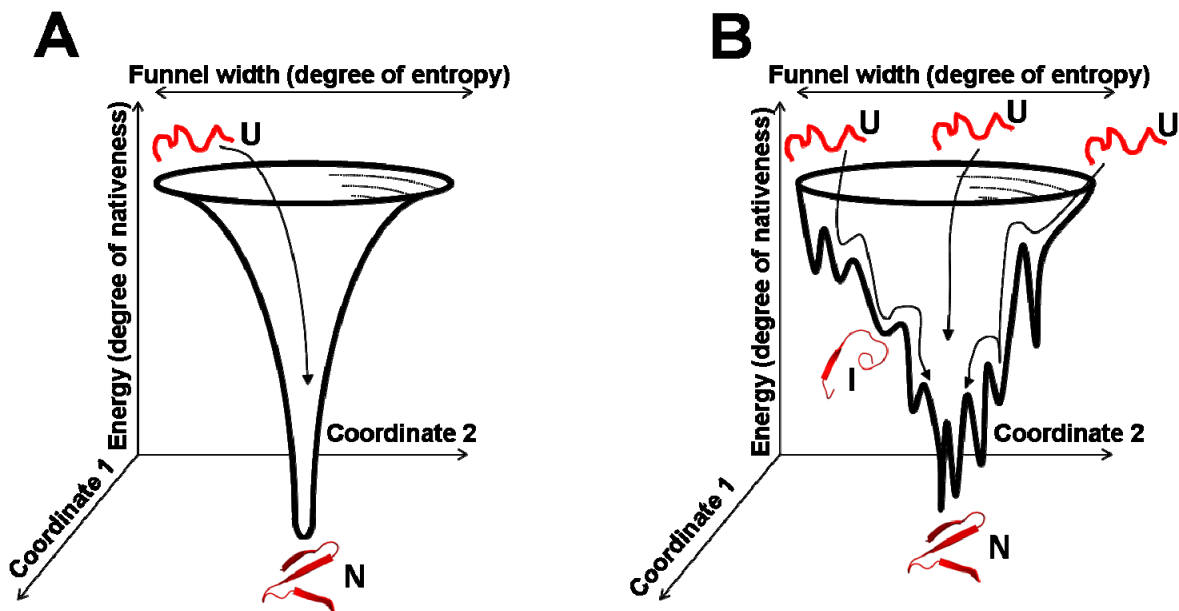 A
Funnel width (degree of entropy)
U
Energy (degree of nativeness)
Coordinate 2
Coordinate 1
N
B
Funnel width (degree of entropy)
U
U
U
Energy (degree of nativeness)
I
Coordinate 2
Coordinate 1
N